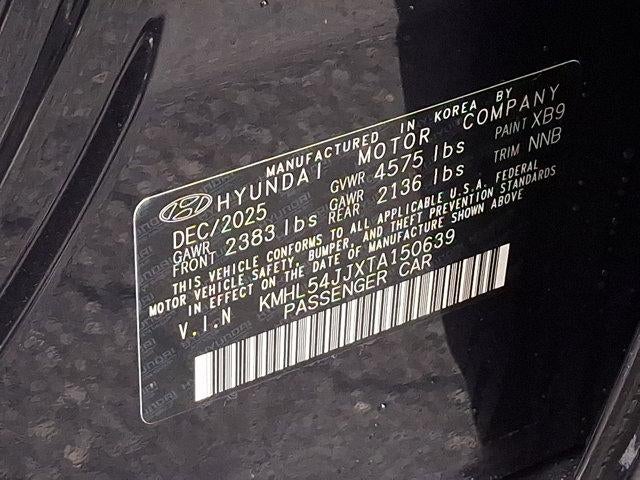 MANUFACTURED IN KOREA BY
HYUNDAI MOTOR COMPANY
DEC/2025 GVWR 4575 lbs PAINT XB9
GAWR FRONT 2383 lbs GAWR REAR 2136 lbs TRIM NNB
THIS VEHICLE CONFORMS TO ALL APPLICABLE U.S.A. FEDERAL
MOTOR VEHICLE SAFETY, BUMPER, AND THEFT PREVENTION STANDARDS
IN EFFECT ON THE DATE OF MANUFACTURE SHOWN ABOVE
V.I.N KMHL54JJXTA150639
PASSENGER CAR